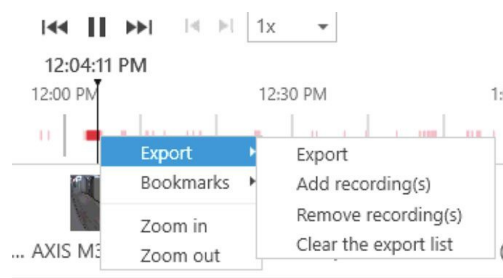 1x
12:04:11 PM
12:00 PM 12:30 PM 1:
Export Export
Bookmarks Add recording(s)
Remove recording(s)
Zoom in Clear the export list
... AXIS M3 Zoom out